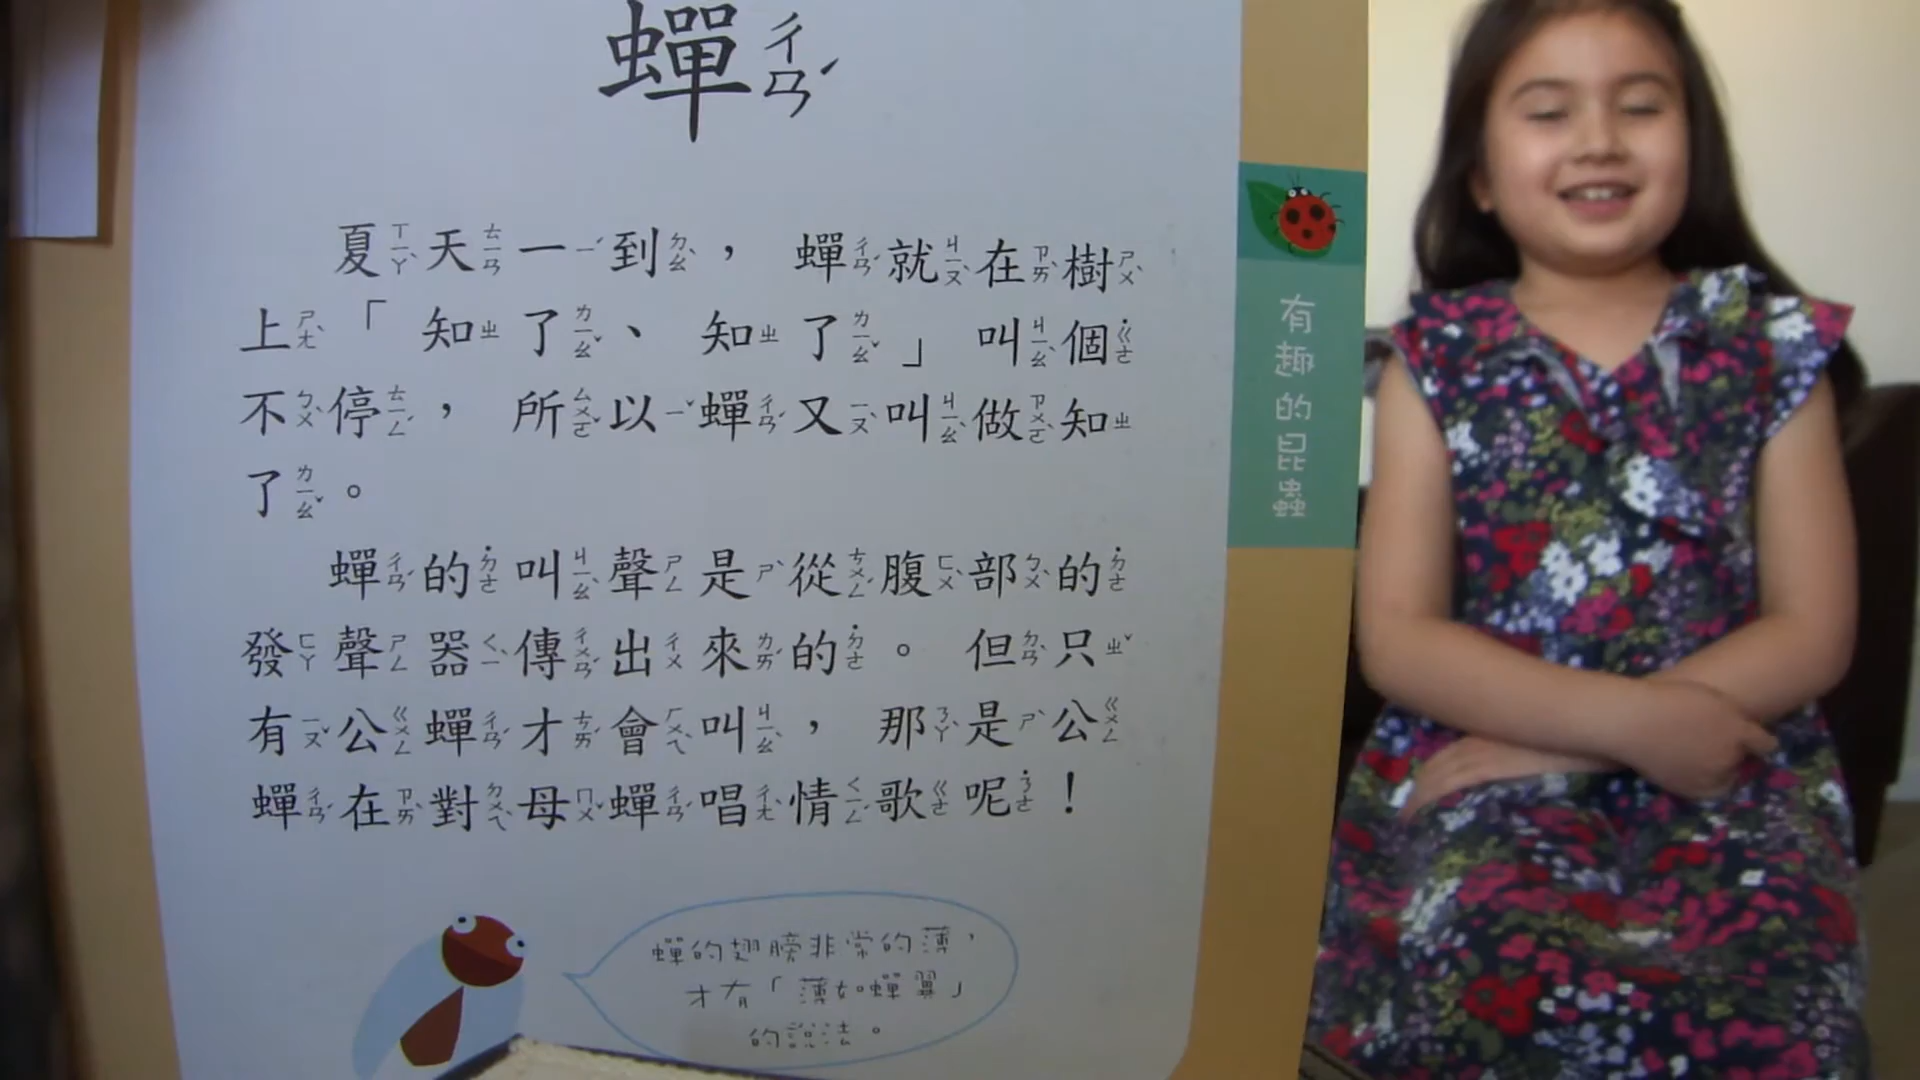 蟬ㄔㄢˊ
夏ㄒㄧㄚˋ天ㄊㄧㄢ一ㄧˊ到ㄉㄠˋ，蟬ㄔㄢˊ就ㄐㄧㄡˋ在ㄗㄞˋ樹ㄕㄨˋ
上ㄕㄤˋ「知ㄓ了ㄌㄧㄠˇ、知ㄓ了ㄌㄧㄠˇ」叫ㄐㄧㄠˋ個˙ㄍㄜ
不ㄅㄨˋ停ㄊㄧㄥˊ，所ㄙㄨㄛˇ以ㄧˇ蟬ㄔㄢˊ又ㄧㄡˋ叫ㄐㄧㄠˋ做ㄗㄨㄛˋ知ㄓ
了ㄌㄧㄠˇ。
蟬ㄔㄢˊ的˙ㄉㄜ叫ㄐㄧㄠˋ聲ㄕㄥ是ㄕˋ從ㄘㄨㄥˊ腹ㄈㄨˋ部ㄅㄨˋ的˙ㄉㄜ
發ㄈㄚ聲ㄕㄥ器ㄑㄧˋ傳ㄔㄨㄢˊ出ㄔㄨ來ㄌㄞˊ的˙ㄉㄜ。但ㄉㄢˋ只ㄓˇ
有ㄧㄡˇ公ㄍㄨㄥ蟬ㄔㄢˊ才ㄘㄞˊ會ㄏㄨㄟˋ叫ㄐㄧㄠˋ，那ㄋㄚˋ是ㄕˋ公ㄍㄨㄥ
蟬ㄔㄢˊ在ㄗㄞˋ對ㄉㄨㄟˋ母ㄇㄨˇ蟬ㄔㄢˊ唱ㄔㄤˋ情ㄑㄧㄥˊ歌ㄍㄜ呢˙ㄋㄜ！
蟬的翅膀非常的薄，
才有「薄如蟬翼」
的說法。
有趣的昆蟲